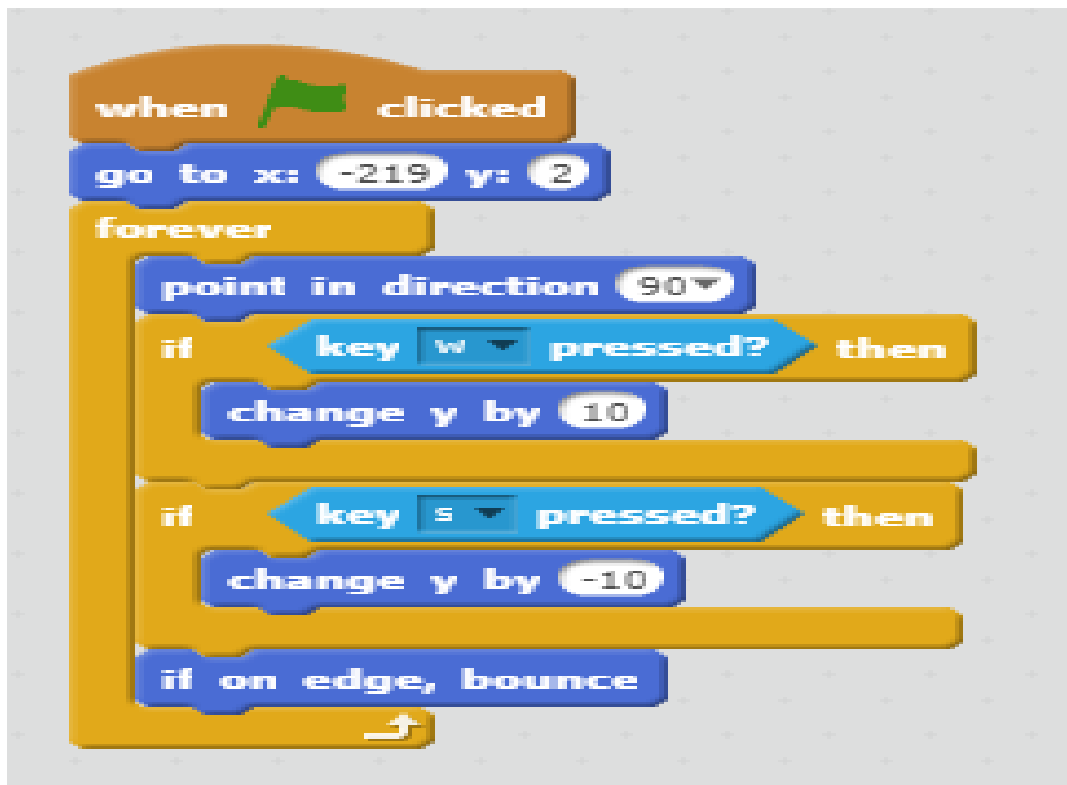 when clicked
go to x: -219 y: 2
forever
point in direction 90
if key w pressed? then
change y by 10
if key s pressed? then
change y by -10
if on edge, bounce